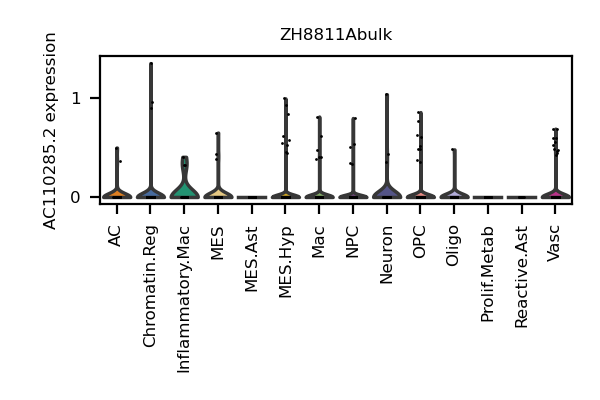 ZH8811Abulk
AC110285.2 expression
1
0
AC
Chromatin.Reg
Inflammatory.Mac
MES
MES.Ast
MES.Hyp
Mac
NPC
Neuron
OPC
Oligo
Prolif.Metab
Reactive.Ast
Vasc